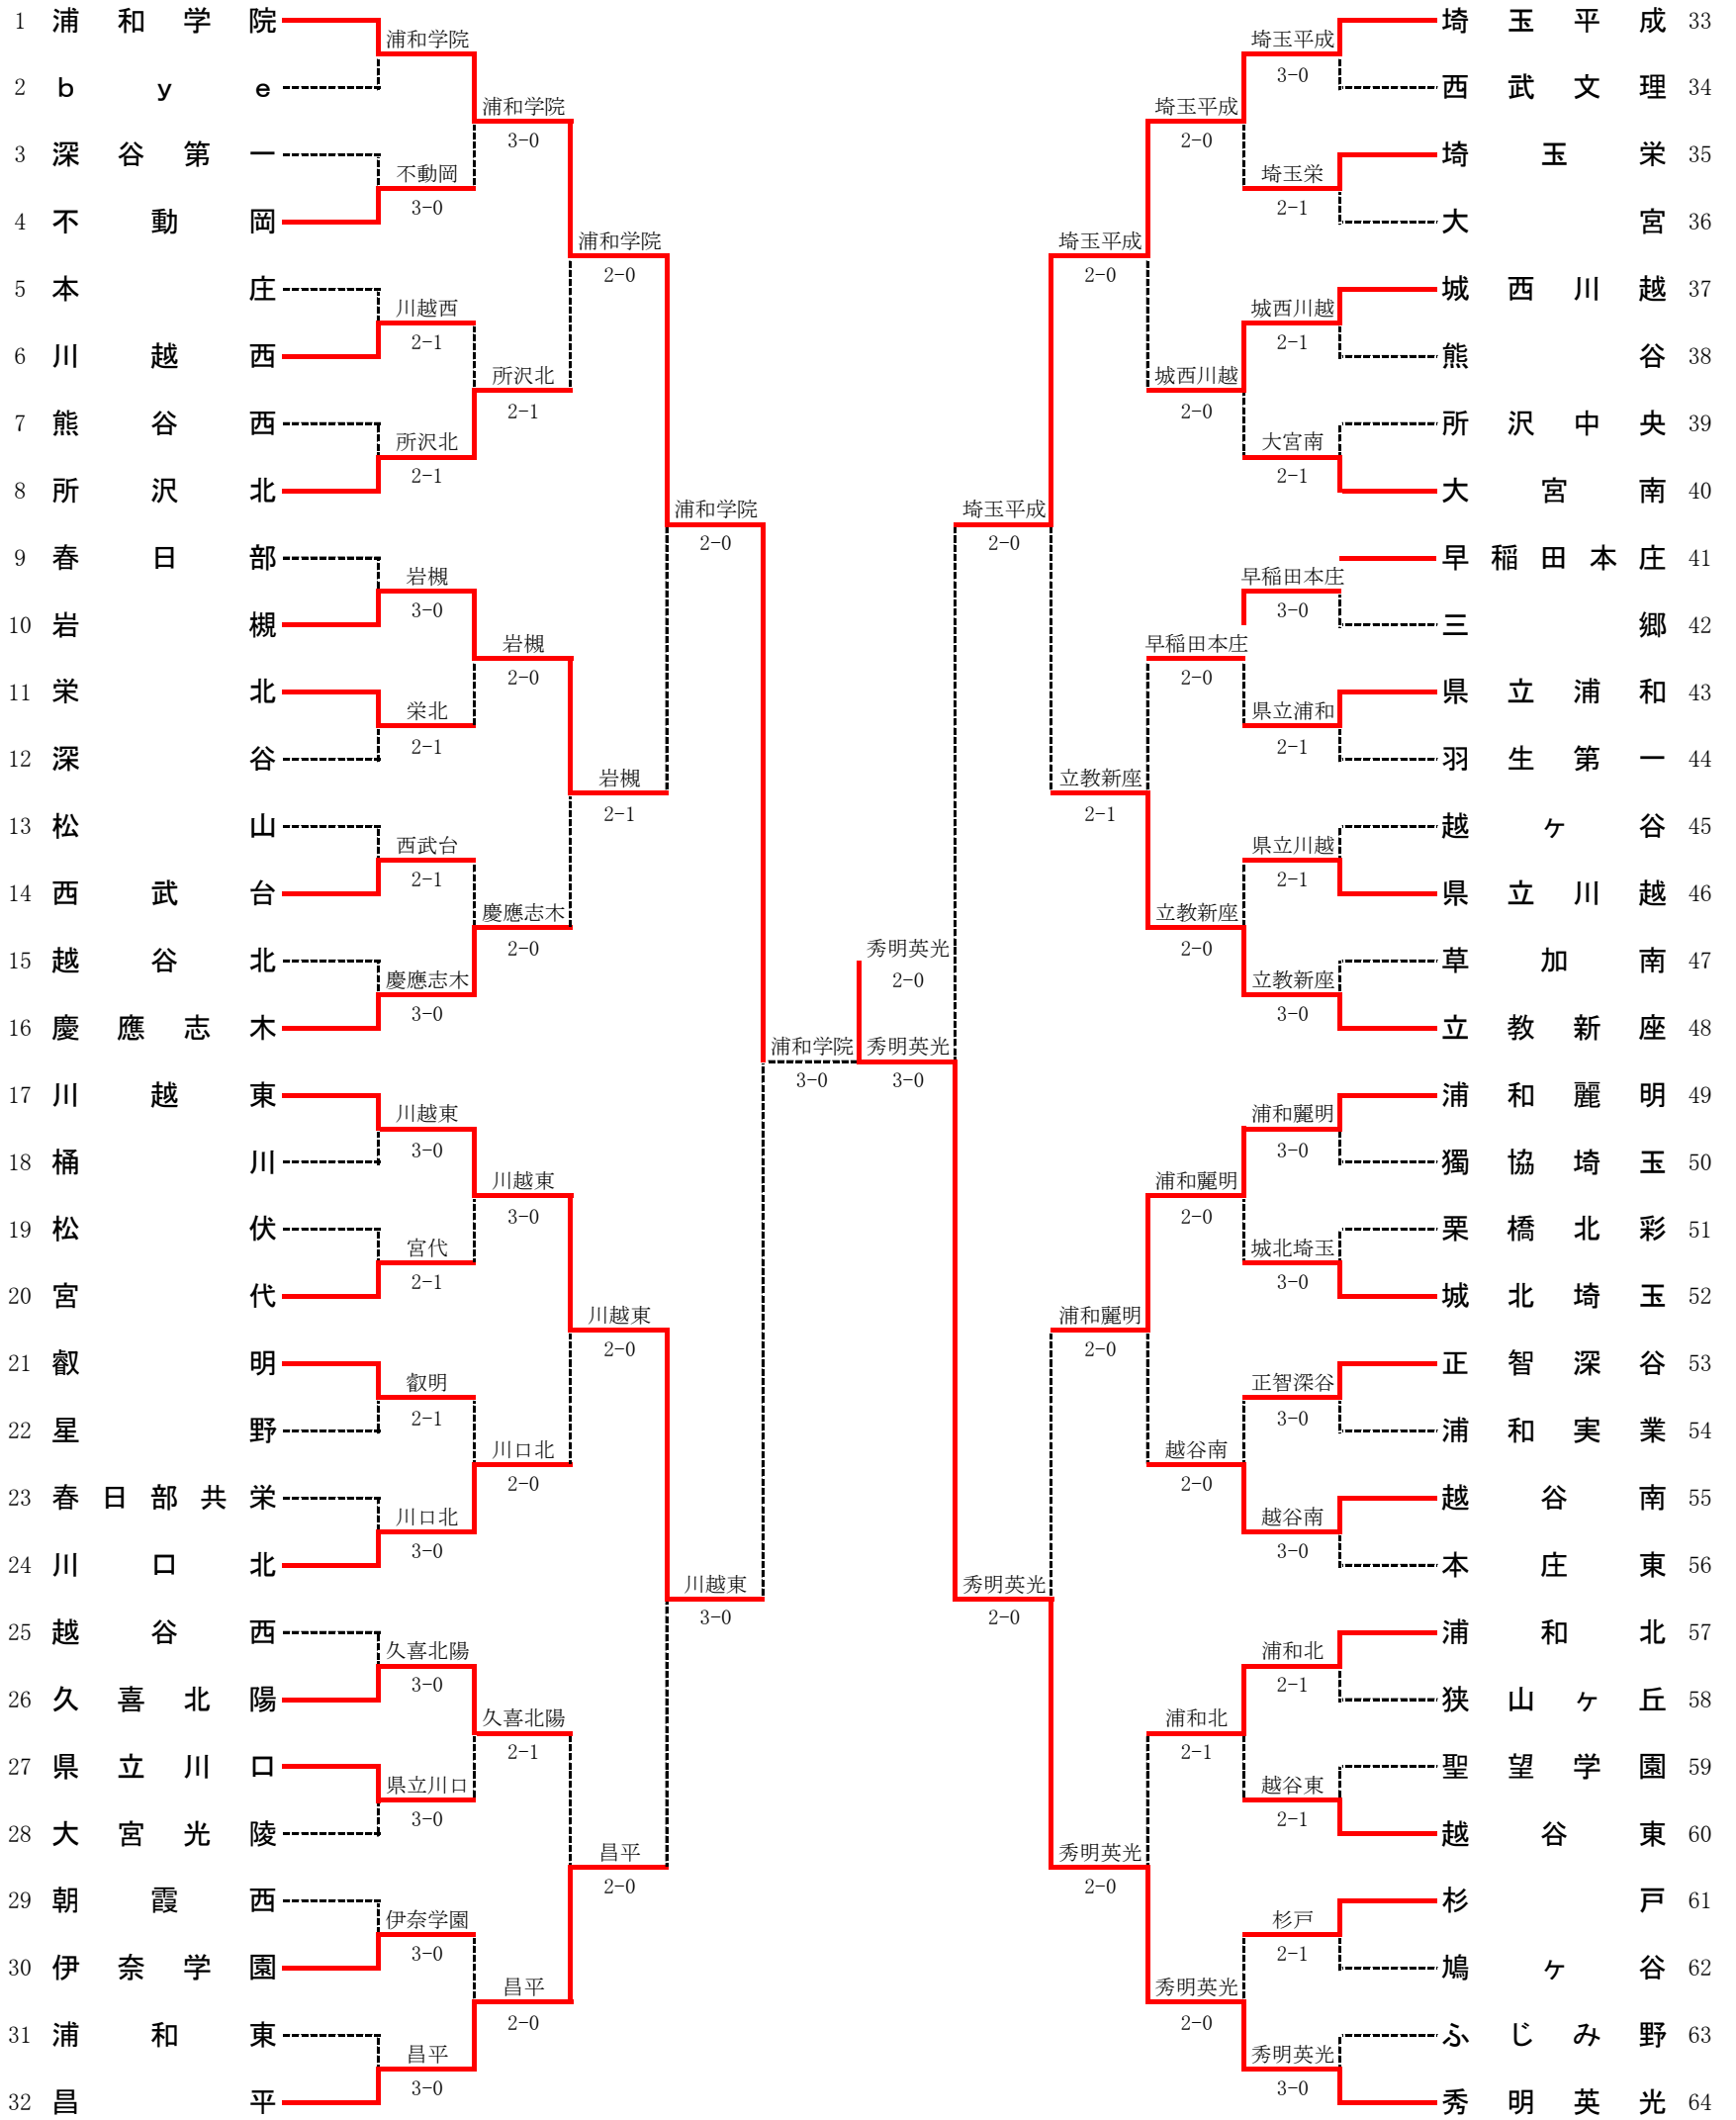 1 浦和学院
浦和学院
2 bye
浦和学院
3-0
3 深谷第一
不動岡
3-0
4 不動岡
浦和学院
2-0
5 本庄
川越西
2-1
6 川越西
所沢北
2-1
7 熊谷西
所沢北
2-1
8 所沢北
浦和学院
2-0
9 春日部
岩槻
3-0
10 岩槻
岩槻
2-0
11 栄北
栄北
2-1
12 深谷
岩槻
2-1
13 松山
西武台
2-1
14 西武台
慶應志木
2-0
15 越谷北
慶應志木
3-0
16 慶應志木
浦和学院
3-0
17 川越東
川越東
3-0
18 桶川
川越東
3-0
19 松伏
宮代
2-1
20 宮代
川越東
2-0
21 叡明
叡明
2-1
22 星野
川口北
2-0
23 春日部共栄
川口北
3-0
24 川口北
川越東
3-0
25 越谷西
久喜北陽
3-0
26 久喜北陽
久喜北陽
2-1
27 県立川口
県立川口
3-0
28 大宮光陵
昌平
2-0
29 朝霞西
伊奈学園
3-0
30 伊奈学園
昌平
2-0
31 浦和東
昌平
3-0
32 昌平
秀明英光
2-0
秀明英光
3-0
埼玉平成 33
埼玉平成
3-0
西武文理 34
埼玉平成
2-0
埼玉栄 35
埼玉栄
2-1
大宮 36
埼玉平成
2-0
城西川越 37
城西川越
2-1
熊谷 38
城西川越
2-0
所沢中央 39
大宮南
2-1
大宮南 40
埼玉平成
2-0
早稲田本庄 41
早稲田本庄
3-0
三郷 42
早稲田本庄
2-0
県立浦和 43
県立浦和
2-1
羽生第一 44
立教新座
2-1
越ヶ谷 45
県立川越
2-1
県立川越 46
立教新座
2-0
草加南 47
立教新座
3-0
立教新座 48
浦和麗明 49
浦和麗明
3-0
獨協埼玉 50
浦和麗明
2-0
栗橋北彩 51
城北埼玉
3-0
城北埼玉 52
浦和麗明
2-0
正智深谷 53
正智深谷
3-0
浦和実業 54
越谷南
2-0
越谷南 55
越谷南
3-0
本庄東 56
秀明英光
2-0
浦和北 57
浦和北
2-1
狭山ヶ丘 58
浦和北
2-1
聖望学園 59
越谷東
2-1
越谷東 60
秀明英光
2-0
杉戸 61
杉戸
2-1
鳩ヶ谷 62
秀明英光
2-0
ふじみ野 63
秀明英光
3-0
秀明英光 64